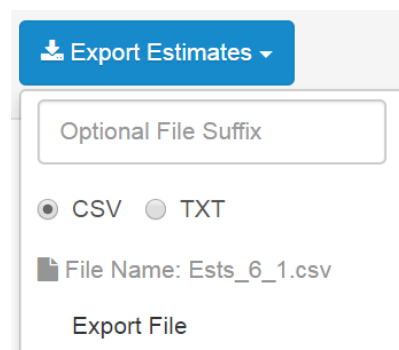 Export Estimates
Optional File Suffix
CSV TXT
File Name: Ests_6_1.csv
Export File